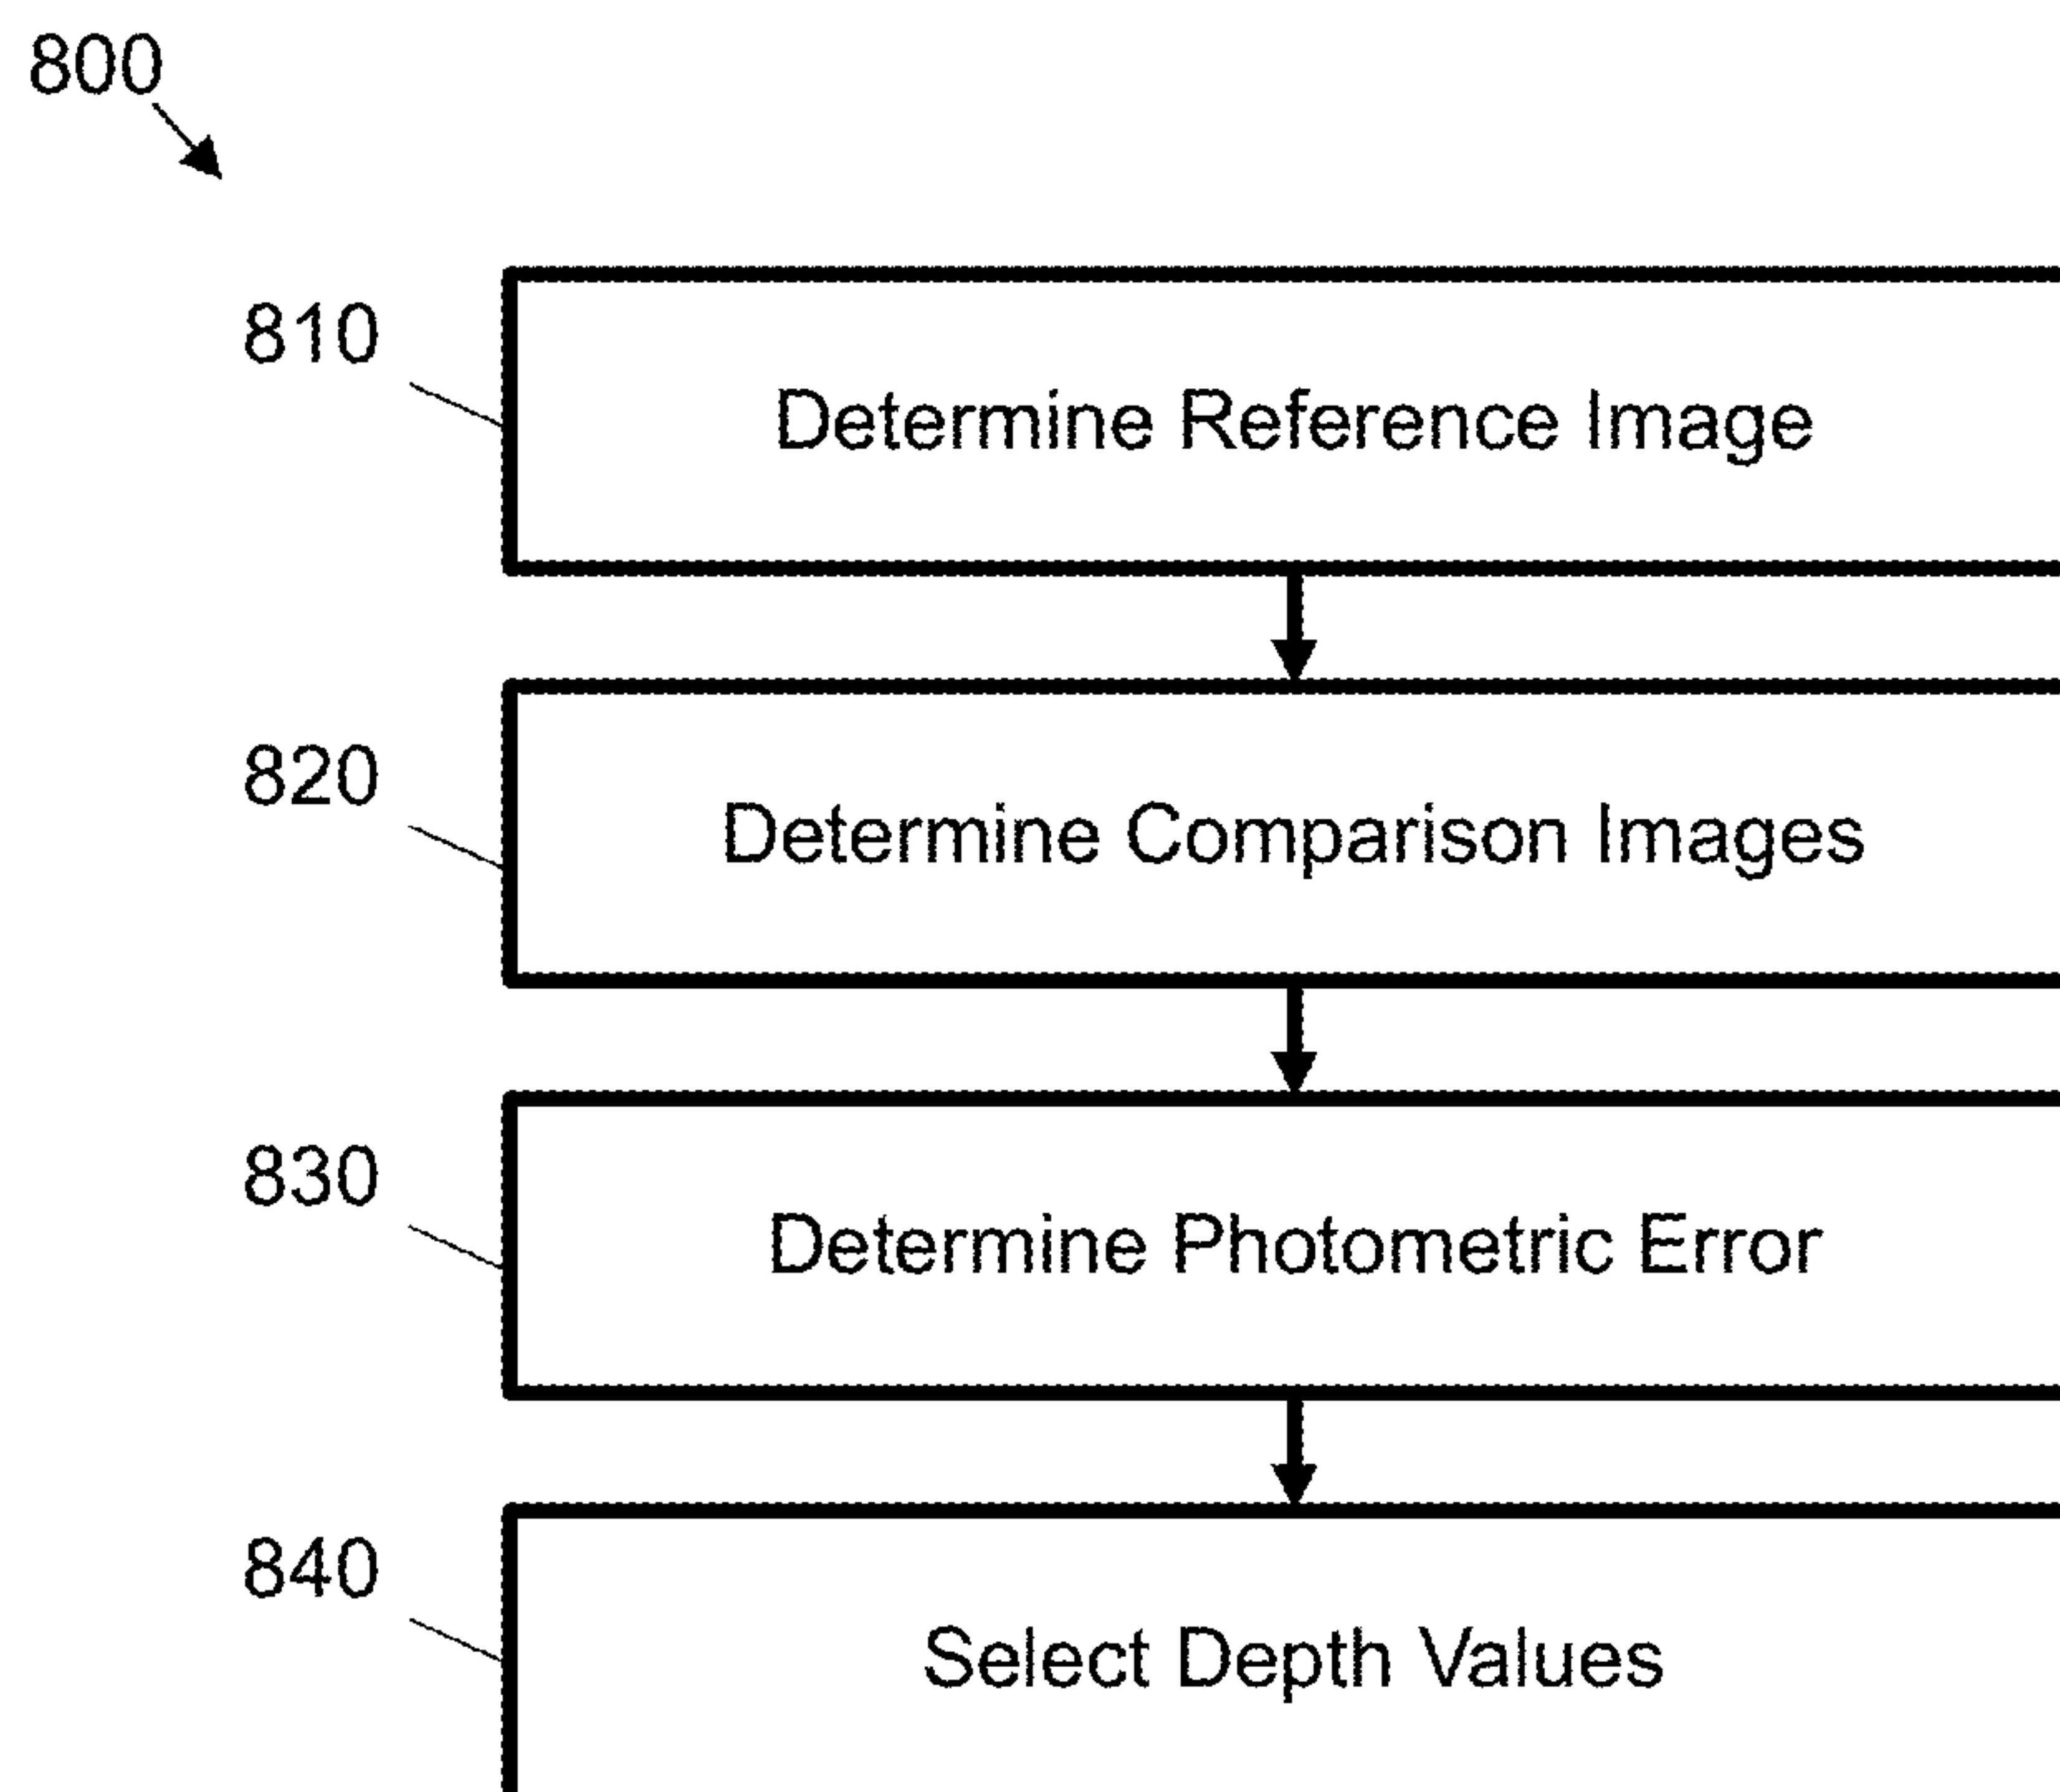 800
810
Determine Reference Image
820
Determine Comparison Images
830
Determine Photometric Error
840
Select Depth Values